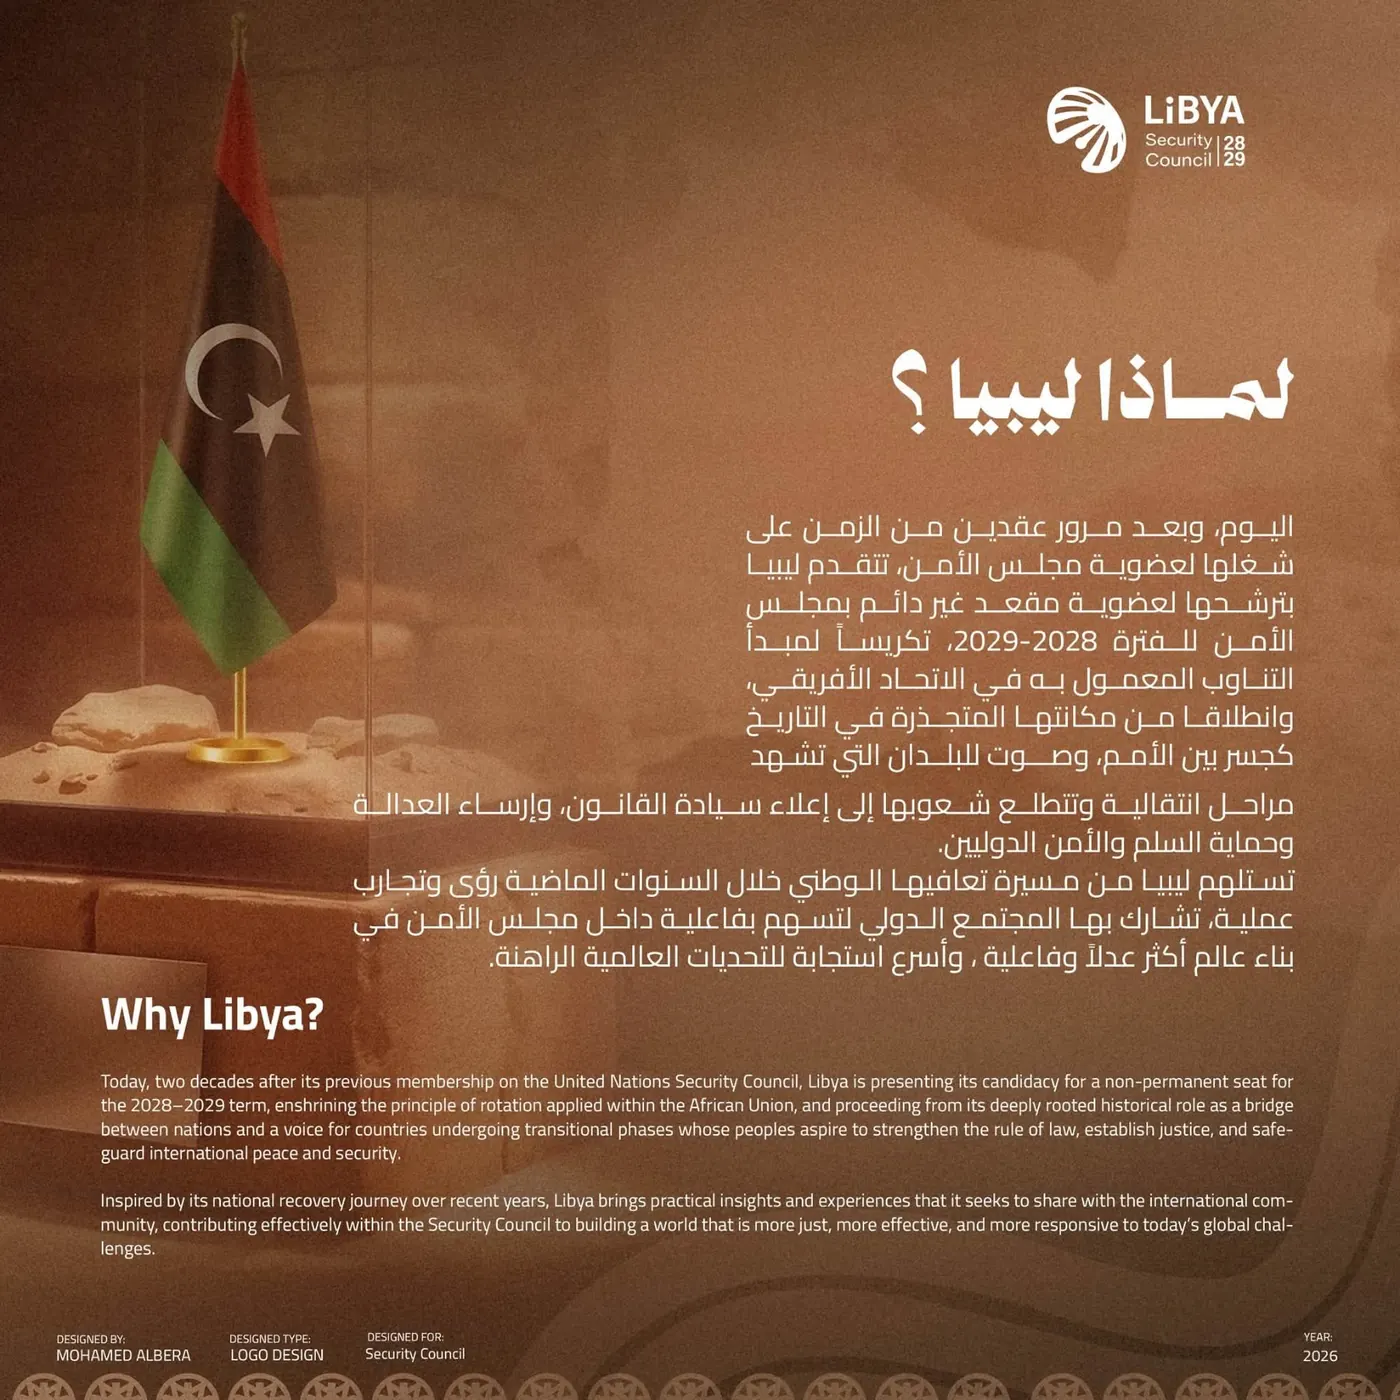 LiBYA
Security
Council
28
29
لماذا ليبيا ؟
اليوم، وبعد مرور عقدين من الزمن على
شغلها لعضوية مجلس الأمن، تتقدم ليبيا
بترشحها لعضوية مقعد غير دائم بمجلس
الأمن للفترة 2028-2029، تكريساً لمبدأ
التناوب المعمول به في الاتحاد الأفريقي،
وانطلاقا من مكانتها المتجذرة في التاريخ
كجسر بين الأمم، وصوت للبلدان التي تشهد
مراحل انتقالية وتتطلع شعوبها إلى إعلاء سيادة القانون، وإرساء العدالة
وحماية السلم والأمن الدوليين.
تستلهم ليبيا من مسيرة تعافيها الوطني خلال السنوات الماضية رؤى وتجارب
عملية، تشارك بها المجتمع الدولي لتسهم بفاعلية داخل مجلس الأمن في
بناء عالم أكثر عدلاً وفاعلية ، وأسرع استجابة للتحديات العالمية الراهنة.
Why Libya?
Today, two decades after its previous membership on the United Nations Security Council, Libya is presenting its candidacy for a non-permanent seat for
the 2028–2029 term, enshrining the principle of rotation applied within the African Union, and proceeding from its deeply rooted historical role as a bridge
between nations and a voice for countries undergoing transitional phases whose peoples aspire to strengthen the rule of law, establish justice, and safe-
guard international peace and security.
Inspired by its national recovery journey over recent years, Libya brings practical insights and experiences that it seeks to share with the international com-
munity, contributing effectively within the Security Council to building a world that is more just, more effective, and more responsive to today's global chal-
lenges.
DESIGNED BY:
MOHAMED ALBERA
DESIGNED TYPE:
LOGO DESIGN
DESIGNED FOR:
Security Council
YEAR:
2026